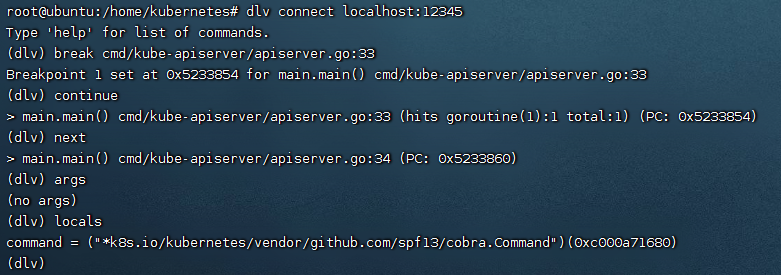 root@ubuntu:/home/kubernetes# dlv connect localhost:12345
Type 'help' for list of commands.
(dlv) break cmd/kube-apiserver/apiserver.go:33
Breakpoint 1 set at 0x5233854 for main.main() cmd/kube-apiserver/apiserver.go:33
(dlv) continue
> main.main() cmd/kube-apiserver/apiserver.go:33 (hits goroutine(1):1 total:1) (PC: 0x5233854)
(dlv) next
> main.main() cmd/kube-apiserver/apiserver.go:34 (PC: 0x5233860)
(dlv) args
(no args)
(dlv) locals
command = ("*k8s.io/kubernetes/vendor/github.com/spf13/cobra.Command")(0xc000a71680)
(dlv)